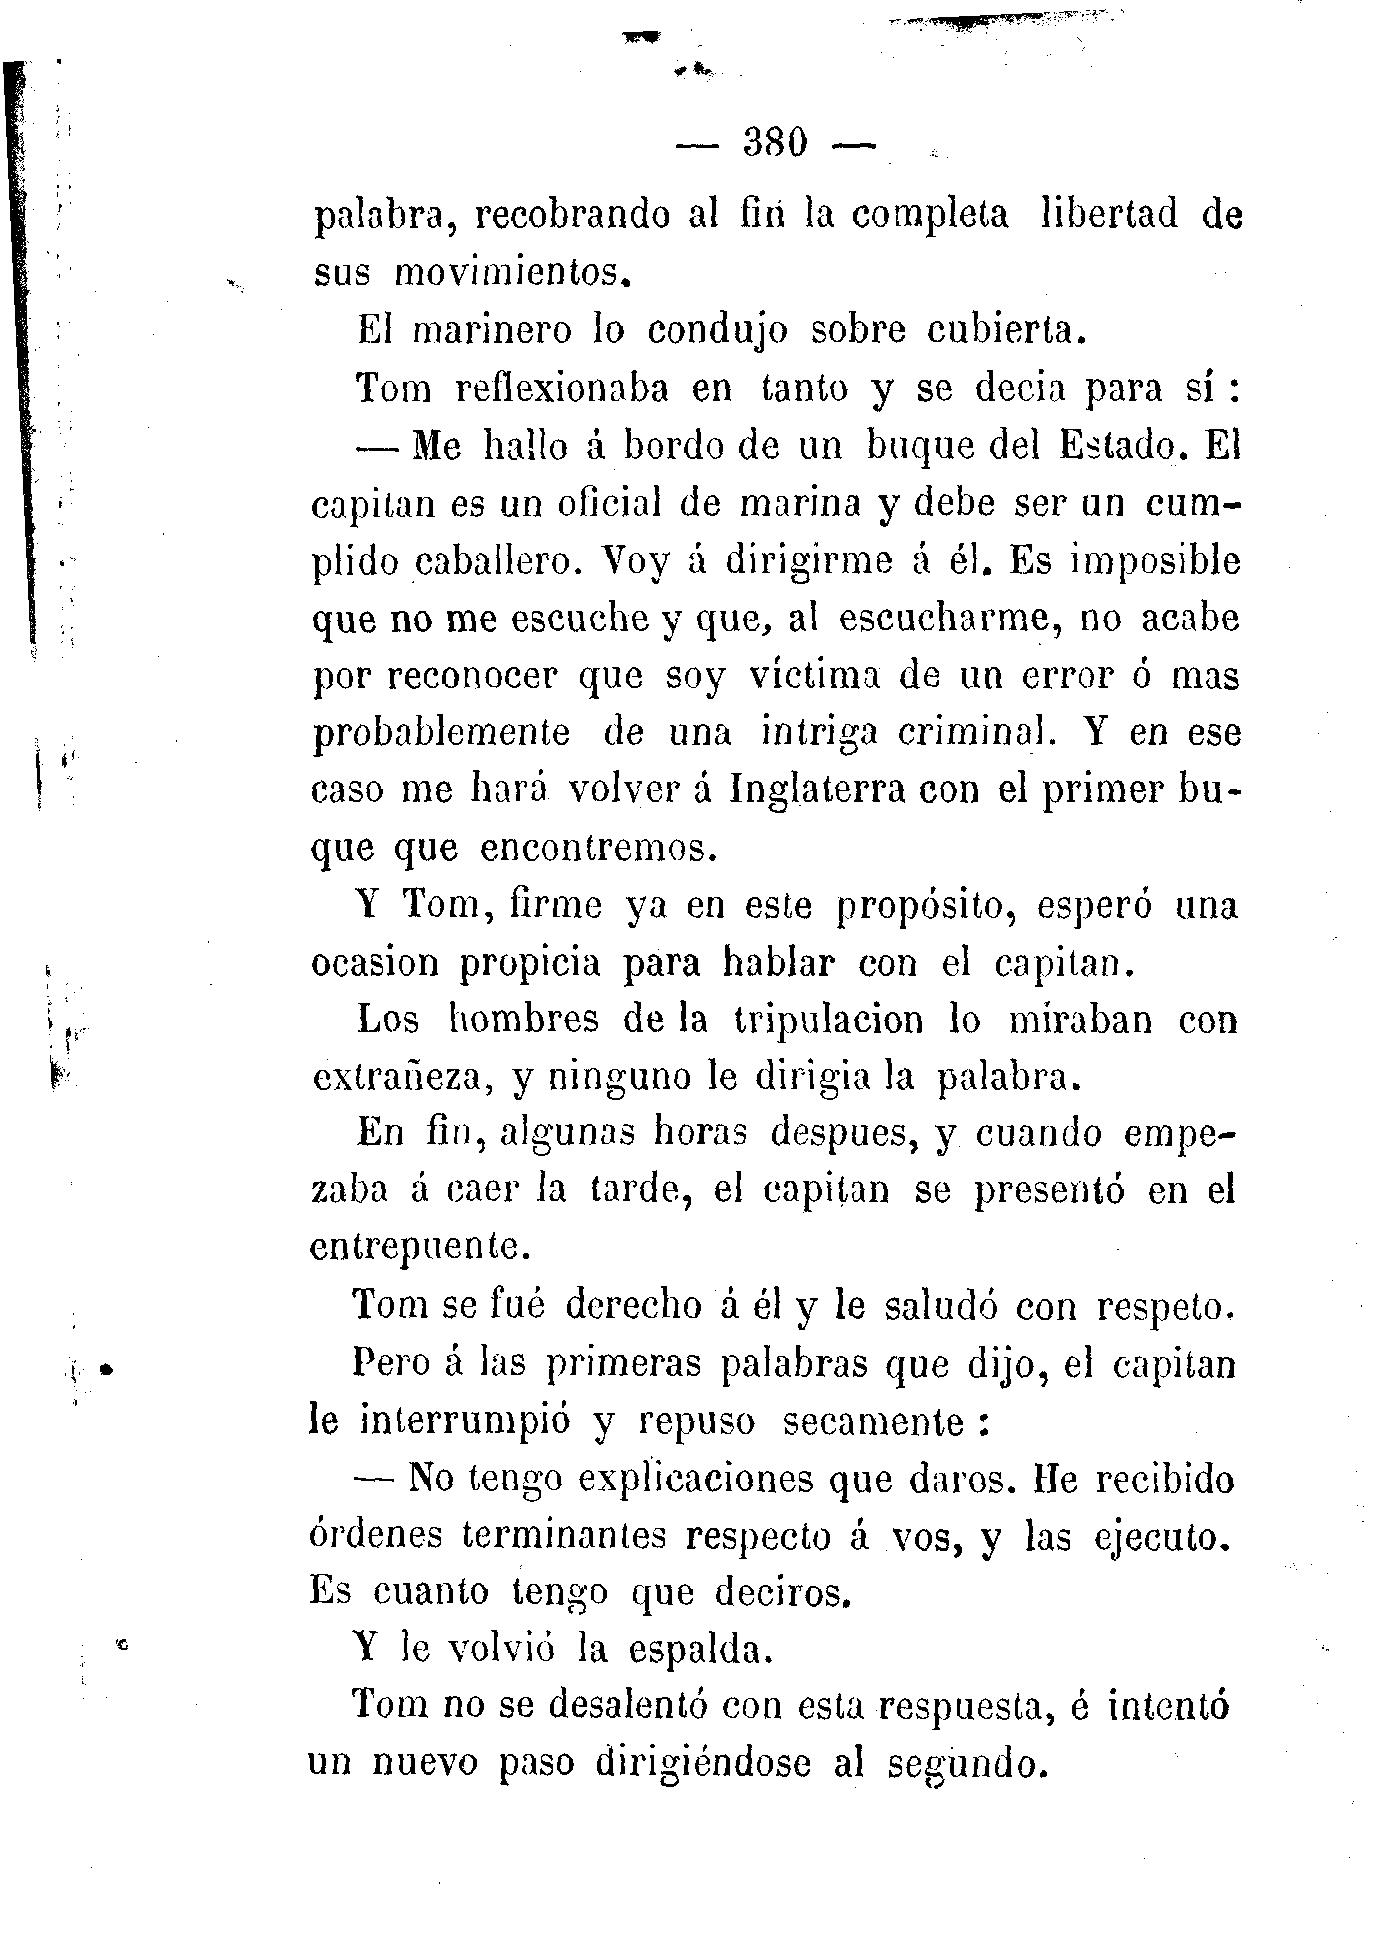 — 380 —
palabra, recobrando al fin la completa libertad de
sus movimientos.
El marinero lo condujo sobre cubierta.
Tom reflexionaba en tanto y se decia para sí :
— Me hallo á bordo de un buque del Estado. El
capitan es un oficial de marina y debe ser un cum-
plido caballero. Voy á dirigirme á él. Es imposible
que no me escuche y que, al escucharme, no acabe
por reconocer que soy víctima de un error ó mas
probablemente de una intriga criminal. Y en ese
caso me hará volver á Inglaterra con el primer bu-
que que encontremos.
Y Tom, firme ya en este propósito, esperó una
ocasion propicia para hablar con el capitan.
Los hombres de la tripulacion lo miraban con
extrañeza, y ninguno le dirigia la palabra.
En fin, algunas horas despues, y cuando empe-
zaba á caer la tarde, el capitan se presentó en el
entrepuente.
Tom se fué derecho á él y le saludó con respeto.
Pero á las primeras palabras que dijo, el capitan
le interrumpió y repuso secamente :
— No tengo explicaciones que daros. He recibido
órdenes terminantes respecto á vos, y las ejecuto.
Es cuanto tengo que deciros.
Y le volvió la espalda.
Tom no se desalentó con esta respuesta, é intentó
un nuevo paso dirigiéndose al segundo.